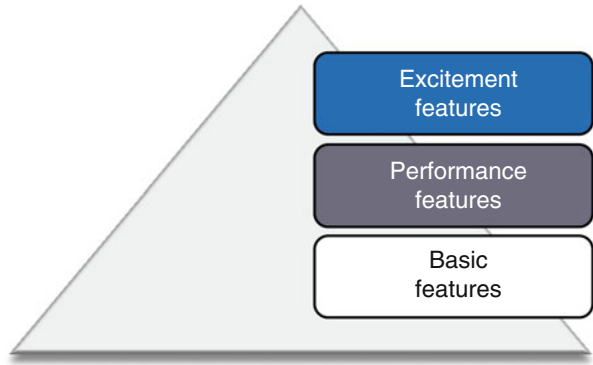 Excitement
features
Performance
features
Basic
features